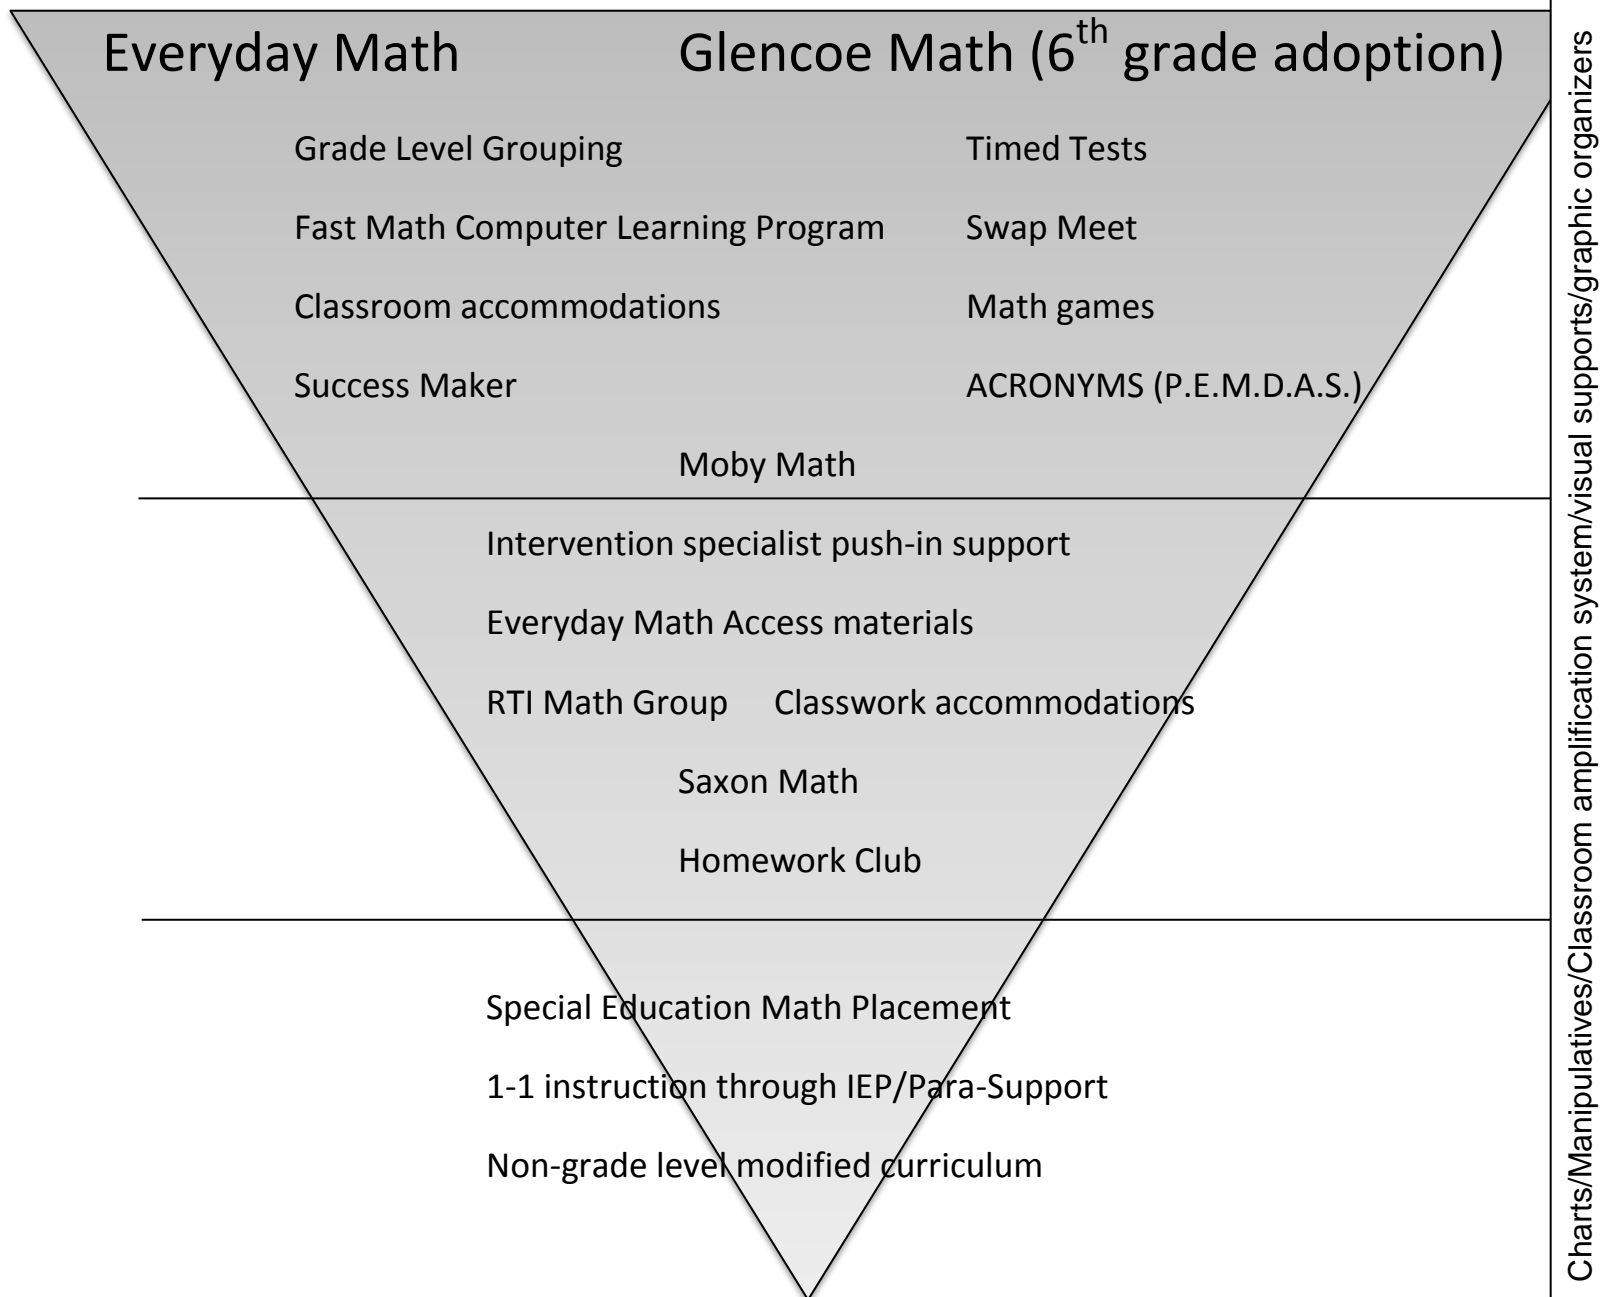 Everyday Math Glencoe Math (6th grade adoption)
Grade Level Grouping Timed Tests
Fast Math Computer Learning Program Swap Meet
Classroom accommodations Math games
Success Maker ACRONYMS (P.E.M.D.A.S.)
Moby Math
Intervention specialist push-in support
Everyday Math Access materials
RTI Math Group Classwork accommodations
Saxon Math
Homework Club
Special Education Math Placement
1-1 instruction through IEP/Para-Support
Non-grade level modified curriculum
Charts/Manipulatives/Classroom amplification system/visual supports/graphic organizers